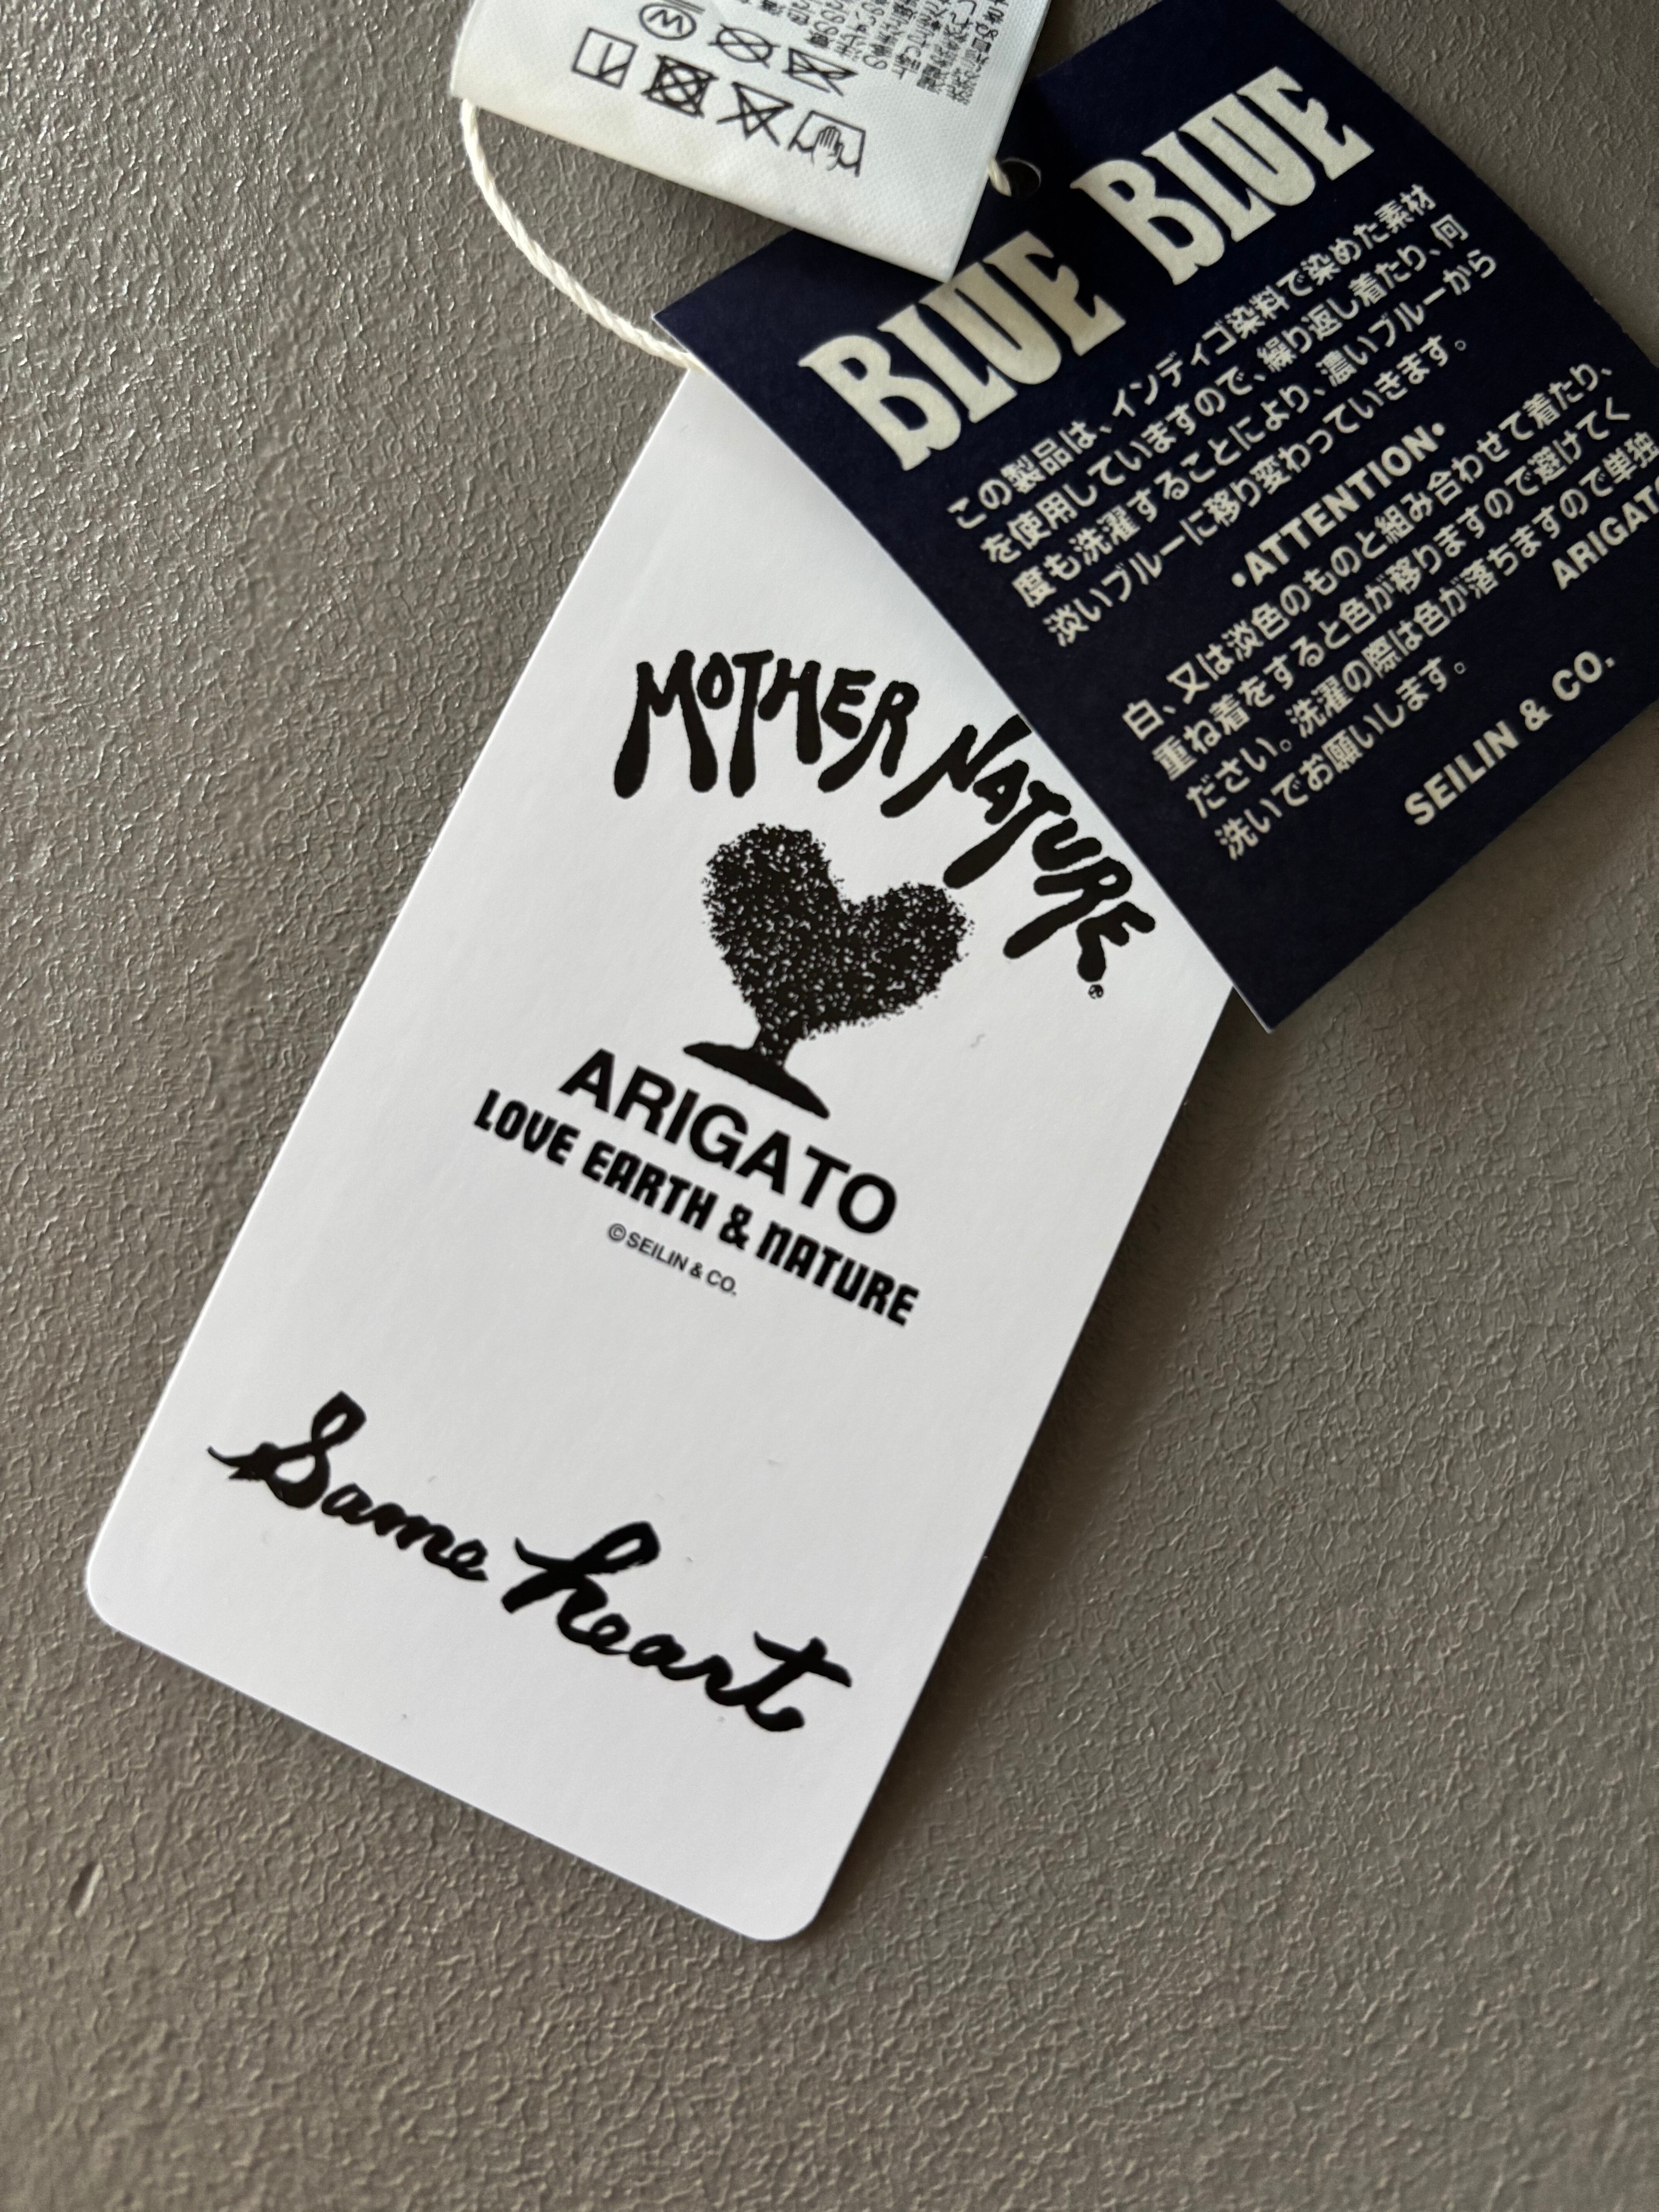 BLUE BLUE
この製品は、インディゴ染料で染めた素材
を使用していますので、繰り返し着たり、何
度も洗濯することにより、濃いブルーから
淡いブルーに移り変わっていきます。
•ATTENTION•
白、又は淡色のものと組み合わせて着たり、
重ね着をすると色が移りますので避けてく
ださい。洗濯の際は色が落ちますので単独
洗いでお願いします。
ARIGATO
SEILIN & CO.
MOTHER NATURE®
ARIGATO
LOVE EARTH & NATURE
©SEILIN & CO.
Same heart
W